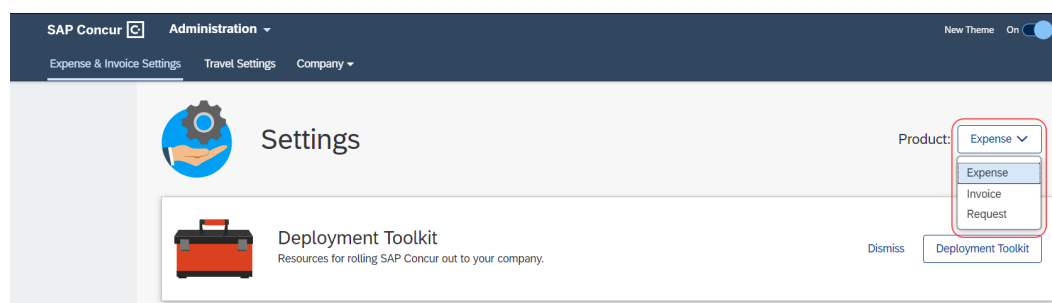 SAP Concur C Administration
New Theme On
Expense & Invoice Settings Travel Settings Company
Settings
Product: Expense
Expense
Invoice
Request
Deployment Toolkit
Resources for rolling SAP Concur out to your company.
Dismiss Deployment Toolkit